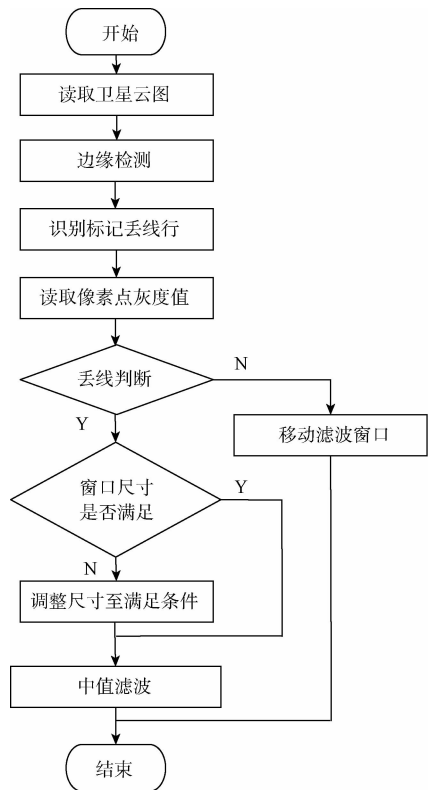 开始
读取卫星云图
边缘检测
识别标记丢线行
读取像素点灰度值
丢线判断
N
Y
移动滤波窗口
窗口尺寸
是否满足
Y
N
调整尺寸至满足条件
中值滤波
结束